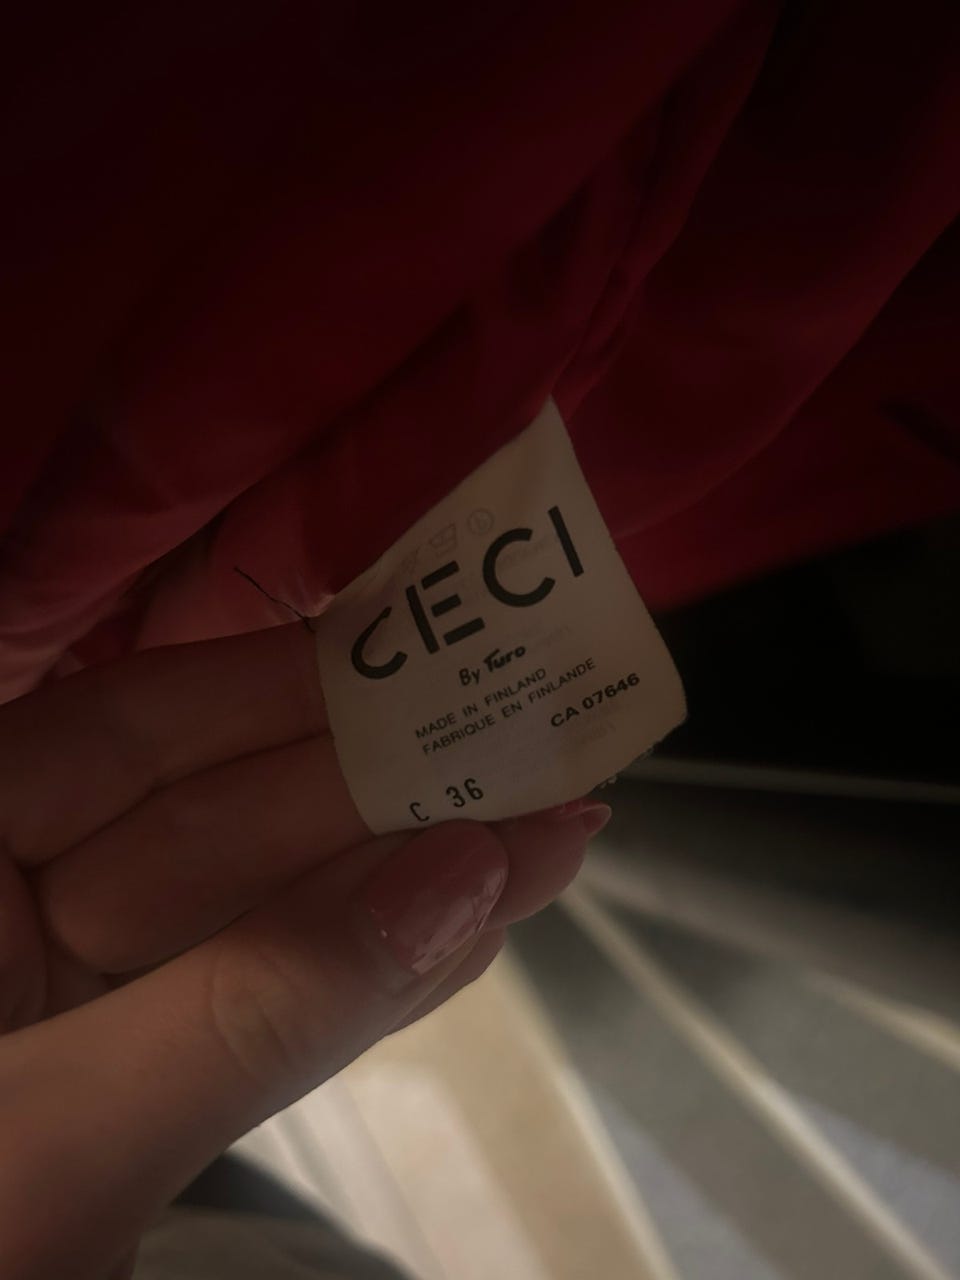 CECI
By Turo
MADE IN FINLAND
FABRIQUE EN FINLANDE
CA 07646
C 36